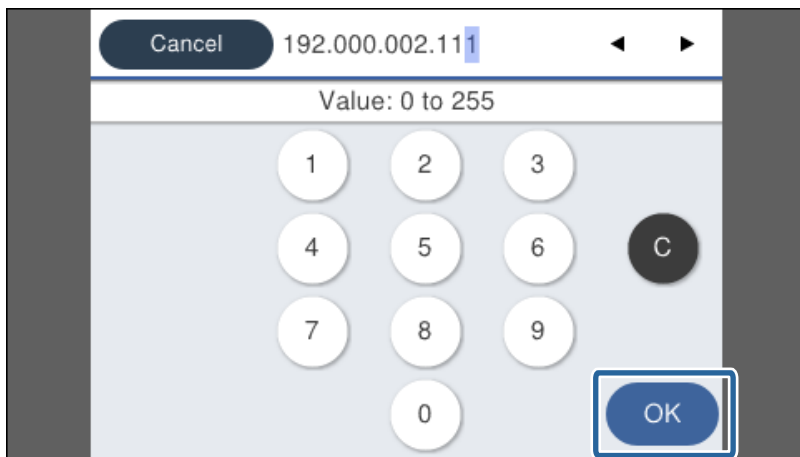 Cancel 192.000.002.111 ◀ ▶
Value: 0 to 255
1 2 3
4 5 6 C
7 8 9
0 OK